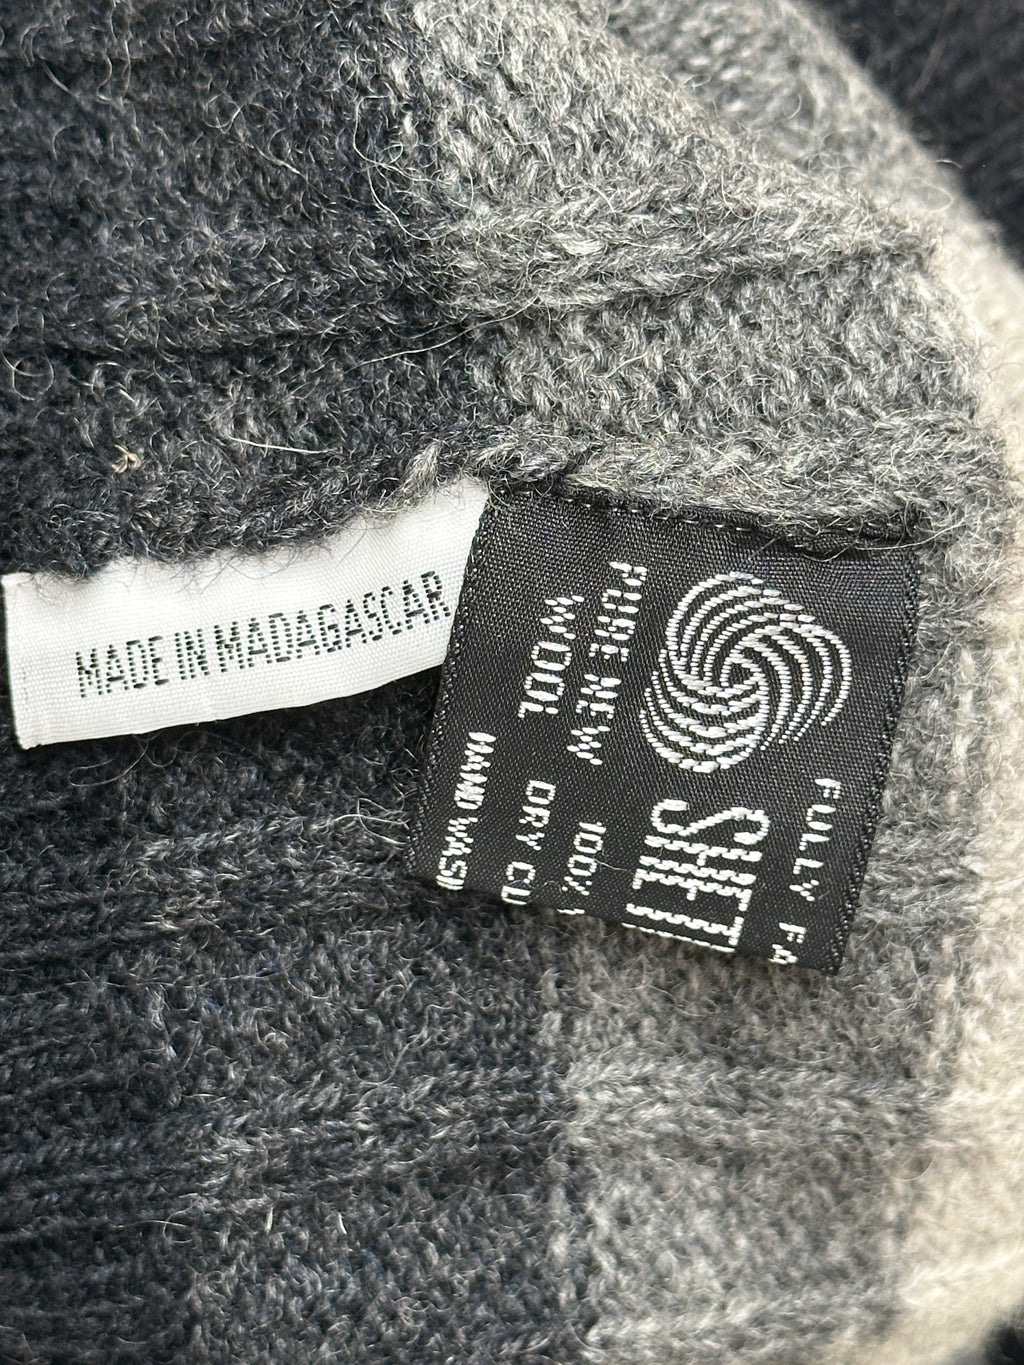 MADE IN MADAGASCAR
FULLY FA
SHET
PURE NEW 100%
WOOL DRY CL
HAND WASH